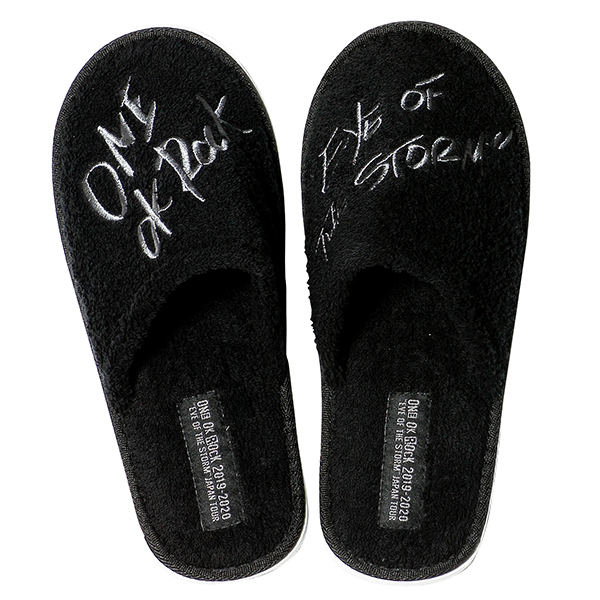 ONE
OK ROCK
EYE OF
THE STORM
ONE OK ROCK 2019-2020
"EYE OF THE STORM" JAPAN TOUR
ONE OK ROCK 2019-2020
"EYE OF THE STORM" JAPAN TOUR